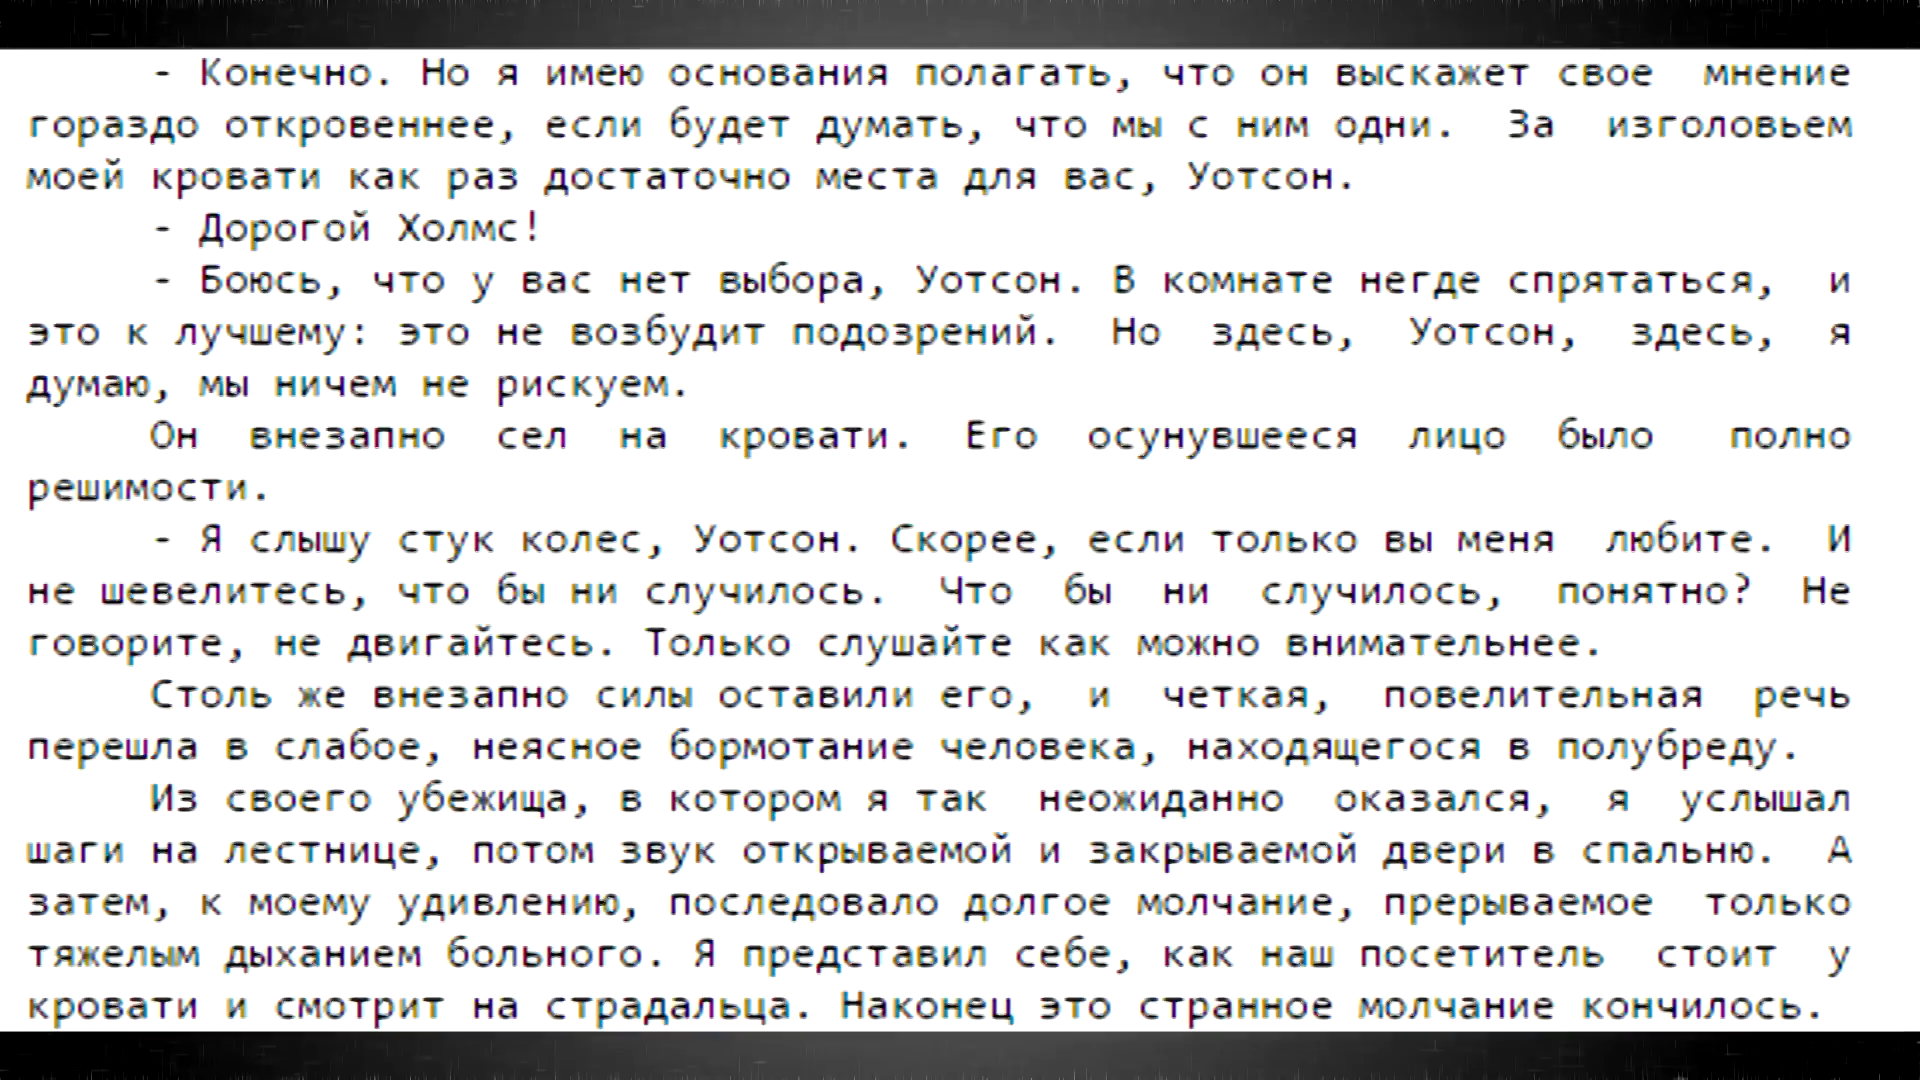 - Конечно. Но я имею основания полагать, что он выскажет свое мнение
гораздо откровеннее, если будет думать, что мы с ним одни. За изголовьем
моей кровати как раз достаточно места для вас, Уотсон.
- Дорогой Холмс!
- Боюсь, что у вас нет выбора, Уотсон. В комнате негде спрятаться, и
это к лучшему: это не возбудит подозрений. Но здесь, Уотсон, здесь, я
думаю, мы ничем не рискуем.
Он внезапно сел на кровати. Его осунувшееся лицо было полно
решимости.
- Я слышу стук колес, Уотсон. Скорее, если только вы меня любите. И
не шевелитесь, что бы ни случилось. Что бы ни случилось, понятно? Не
говорите, не двигайтесь. Только слушайте как можно внимательнее.
Столь же внезапно силы оставили его, и четкая, повелительная речь
перешла в слабое, неясное бормотание человека, находящегося в полубреду.
Из своего убежища, в котором я так неожиданно оказался, я услышал
шаги на лестнице, потом звук открываемой и закрываемой двери в спальню. А
затем, к моему удивлению, последовало долгое молчание, прерываемое только
тяжелым дыханием больного. Я представил себе, как наш посетитель стоит у
кровати и смотрит на страдальца. Наконец это странное молчание кончилось.